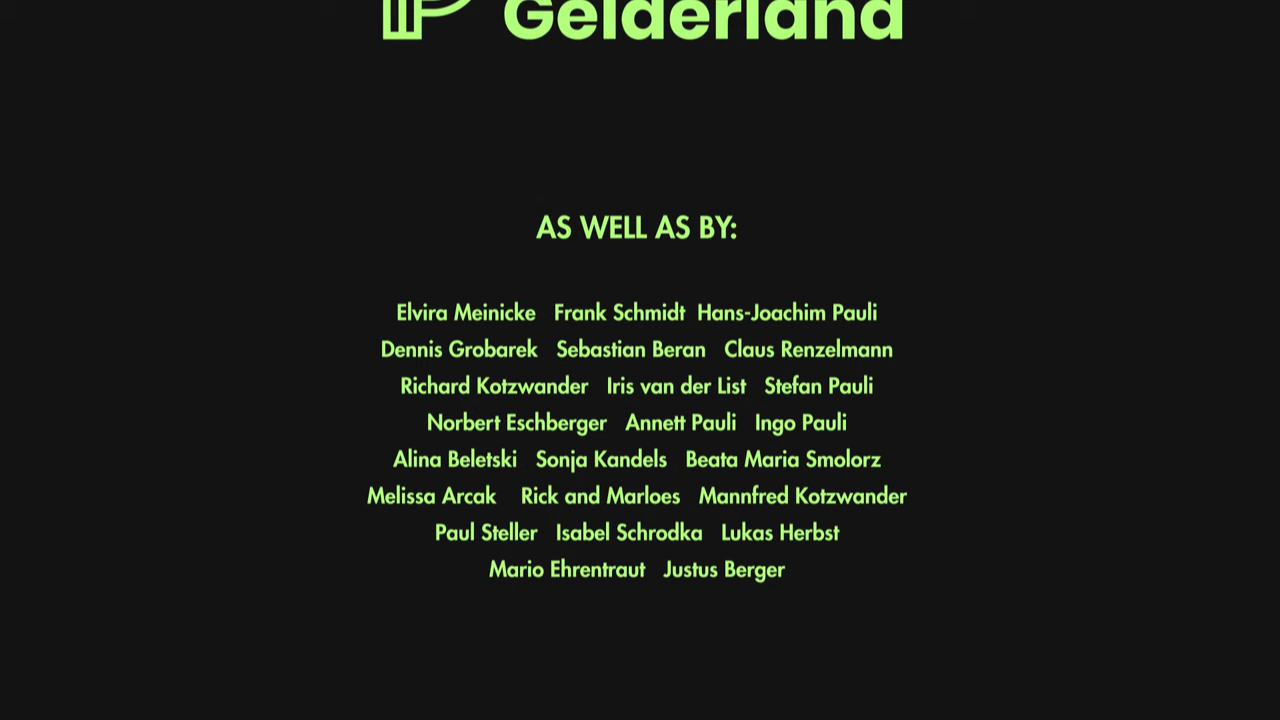 Gelderland
AS WELL AS BY:
Elvira Meinicke Frank Schmidt Hans-Joachim Pauli
Dennis Grobarek Sebastian Beran Claus Renzelmann
Richard Kotzwander Iris van der List Stefan Pauli
Norbert Eschberger Annett Pauli Ingo Pauli
Alina Beletski Sonja Kandels Beata Maria Smolorz
Melissa Arcak Rick and Marloes Mannfred Kotzwander
Paul Steller Isabel Schrodka Lukas Herbst
Mario Ehrentraut Justus Berger